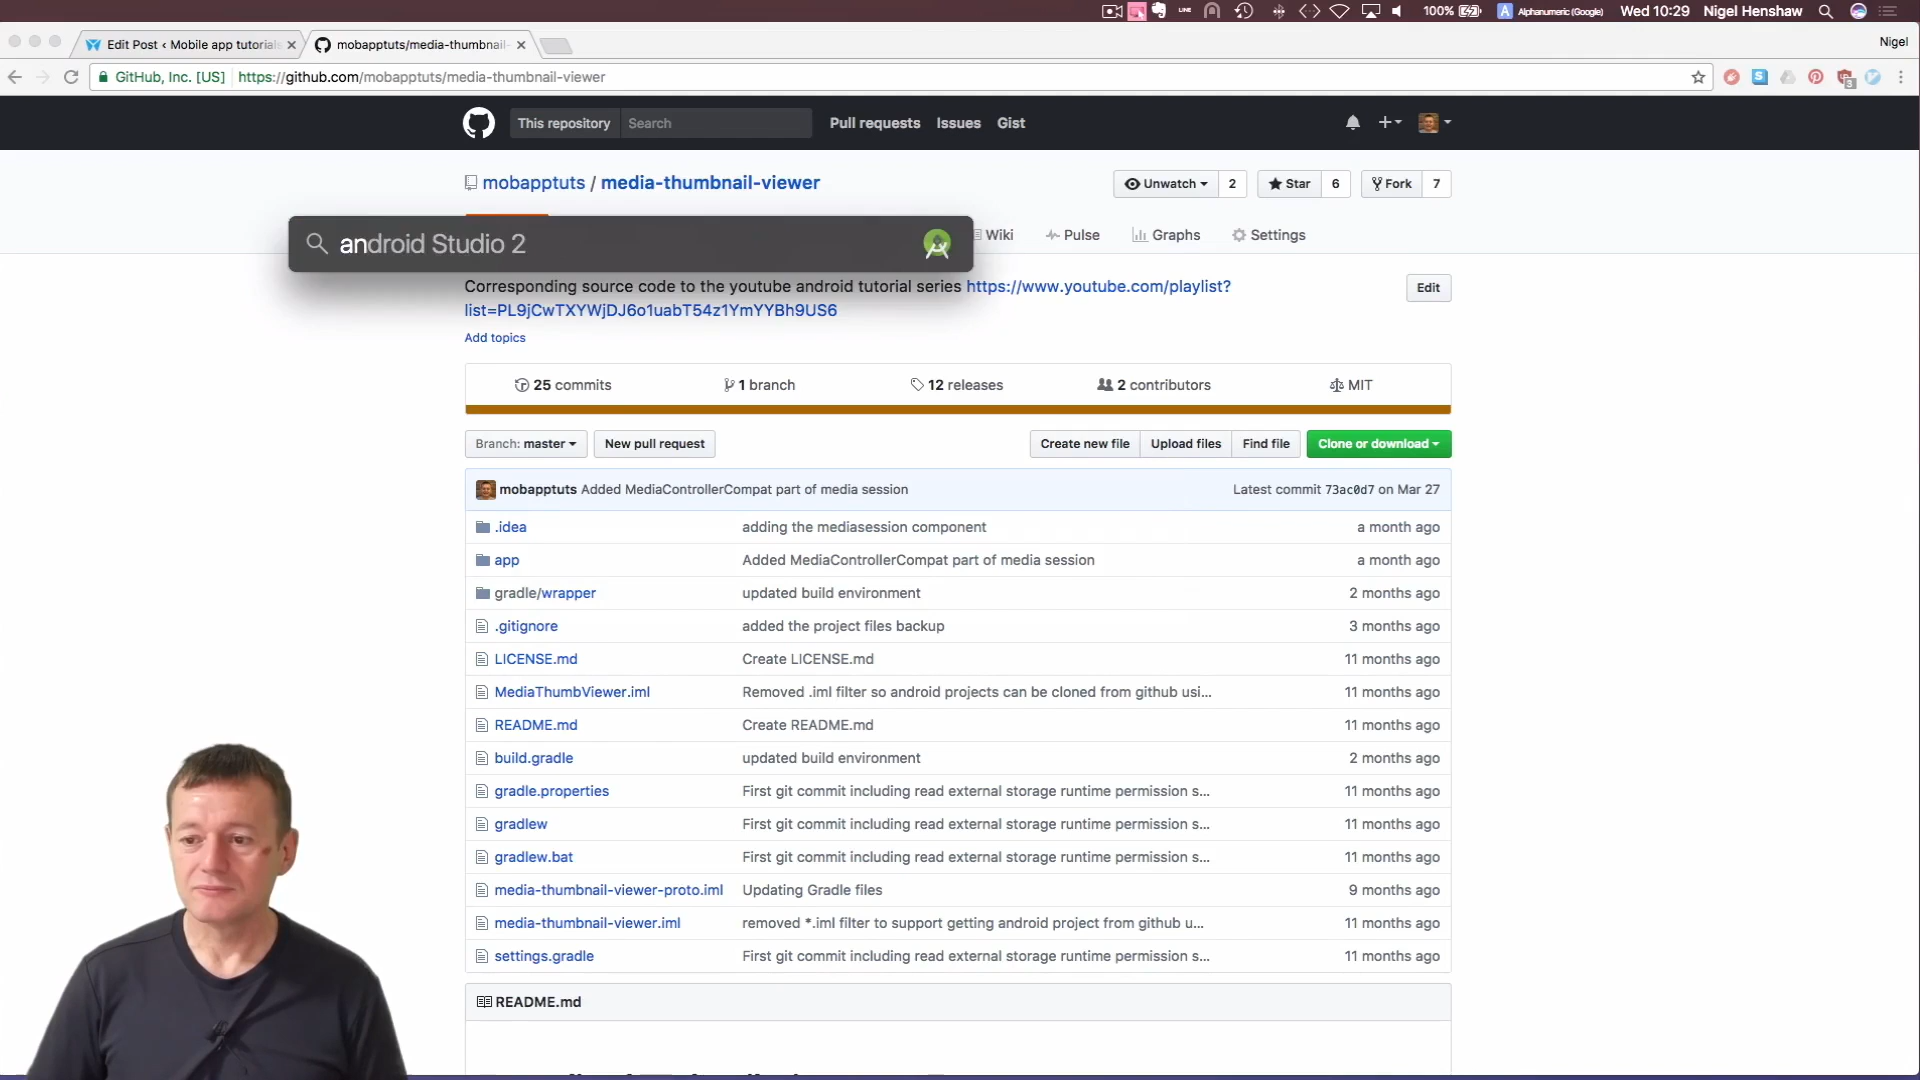 LINE
100%
A
Alphanumeric (Google)
Wed 10:29
Nigel Henshaw
Edit Post ‹ Mobile app tutorials
mobapptuts/media-thumbnail-
Nigel
GitHub, Inc. [US]
https://github.com/mobapptuts/media-thumbnail-viewer
This repository
Search
Pull requests
Issues
Gist
mobapptuts / media-thumbnail-viewer
Unwatch
2
Star
6
Fork
7
android Studio 2
Wiki
Pulse
Graphs
Settings
Corresponding source code to the youtube android tutorial series https://www.youtube.com/playlist?
list=PL9jCwTXYWjDJ6o1uabT54z1YmYYBh9US6
Edit
Add topics
25 commits
1 branch
12 releases
2 contributors
MIT
Branch: master
New pull request
Create new file
Upload files
Find file
Clone or download
mobapptuts Added MediaControllerCompat part of media session
Latest commit 73ac0d7 on Mar 27
.idea
adding the mediasession component
a month ago
app
Added MediaControllerCompat part of media session
a month ago
gradle/wrapper
updated build environment
2 months ago
.gitignore
added the project files backup
3 months ago
LICENSE.md
Create LICENSE.md
11 months ago
MediaThumbViewer.iml
Removed .iml filter so android projects can be cloned from github usi...
11 months ago
README.md
Create README.md
11 months ago
build.gradle
updated build environment
2 months ago
gradle.properties
First git commit including read external storage runtime permission s...
11 months ago
gradlew
First git commit including read external storage runtime permission s...
11 months ago
gradlew.bat
First git commit including read external storage runtime permission s...
11 months ago
media-thumbnail-viewer-proto.iml
Updating Gradle files
9 months ago
media-thumbnail-viewer.iml
removed *.iml filter to support getting android project from github u...
11 months ago
settings.gradle
First git commit including read external storage runtime permission s...
11 months ago
README.md